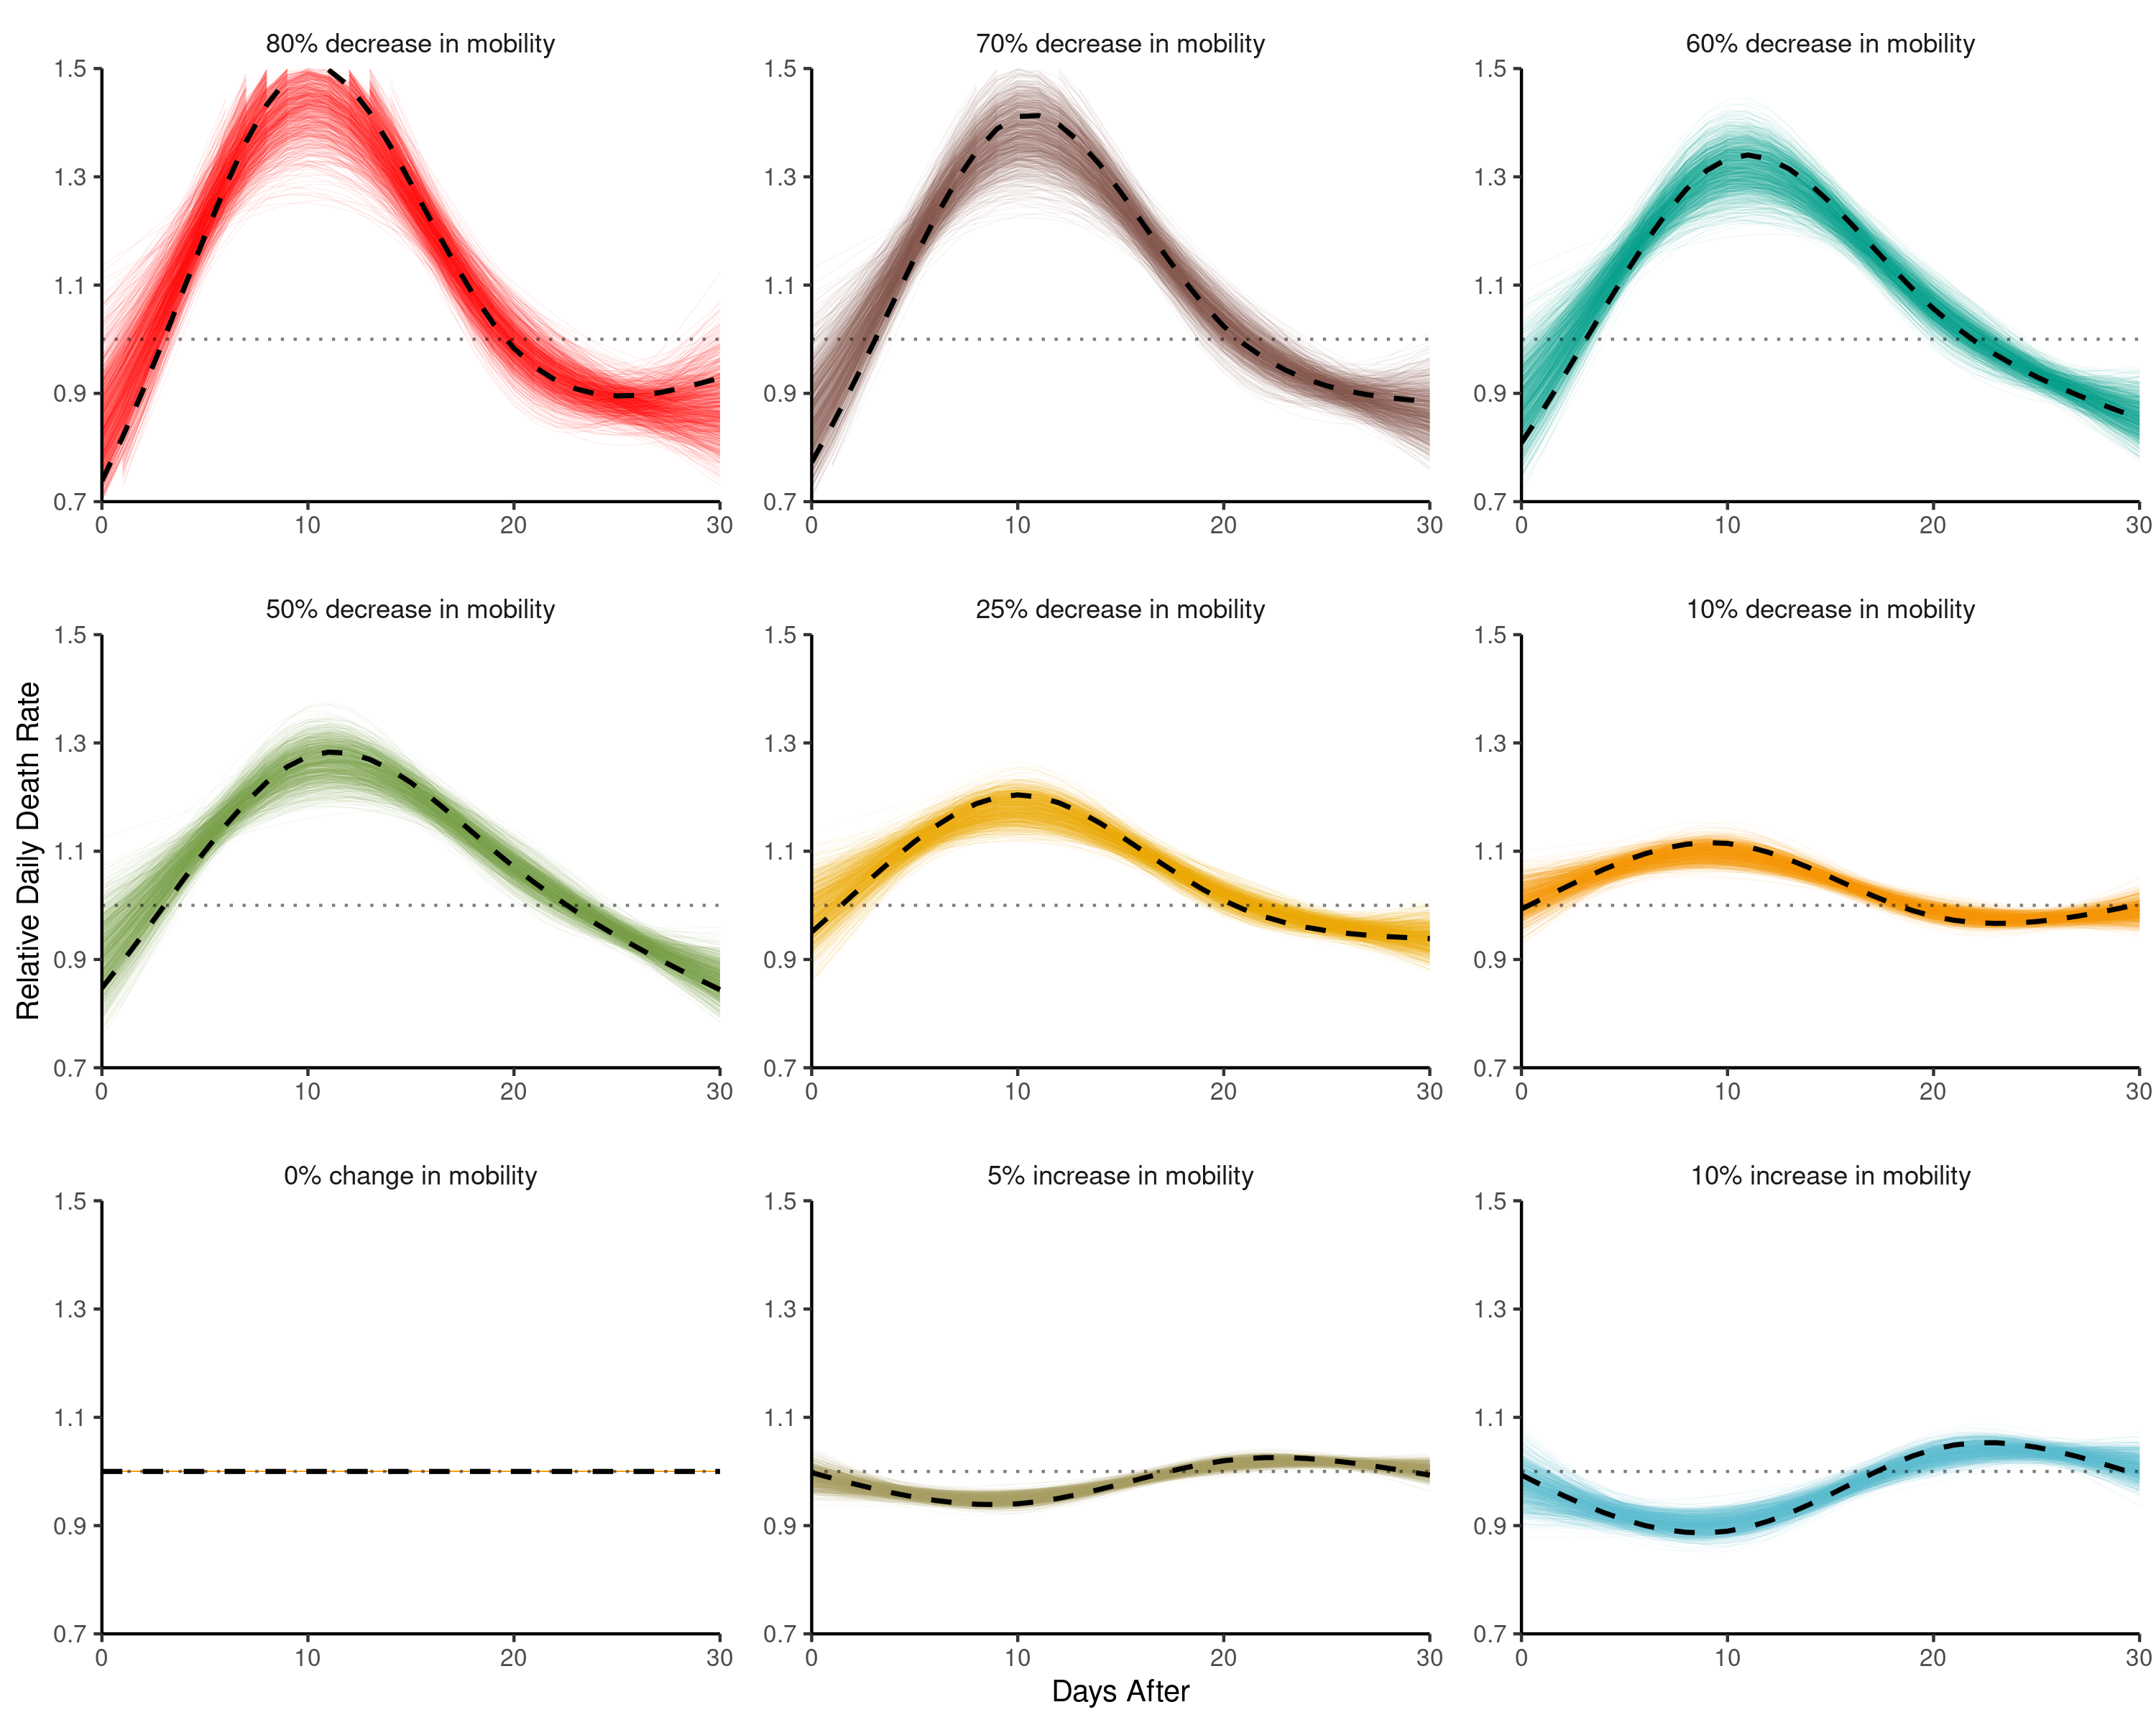 80% decrease in mobility
70% decrease in mobility
60% decrease in mobility
1.5
1.3
1.1
0.9
0.7
0 10 20 30
1.5
1.3
1.1
0.9
0.7
0 10 20 30
1.5
1.3
1.1
0.9
0.7
0 10 20 30
Relative Daily Death Rate
50% decrease in mobility
25% decrease in mobility
10% decrease in mobility
1.5
1.3
1.1
0.9
0.7
0 10 20 30
1.5
1.3
1.1
0.9
0.7
0 10 20 30
1.5
1.3
1.1
0.9
0.7
0 10 20 30
0% change in mobility
5% increase in mobility
10% increase in mobility
1.5
1.3
1.1
0.9
0.7
0 10 20 30
1.5
1.3
1.1
0.9
0.7
0 10 20 30
1.5
1.3
1.1
0.9
0.7
0 10 20 30
Days After